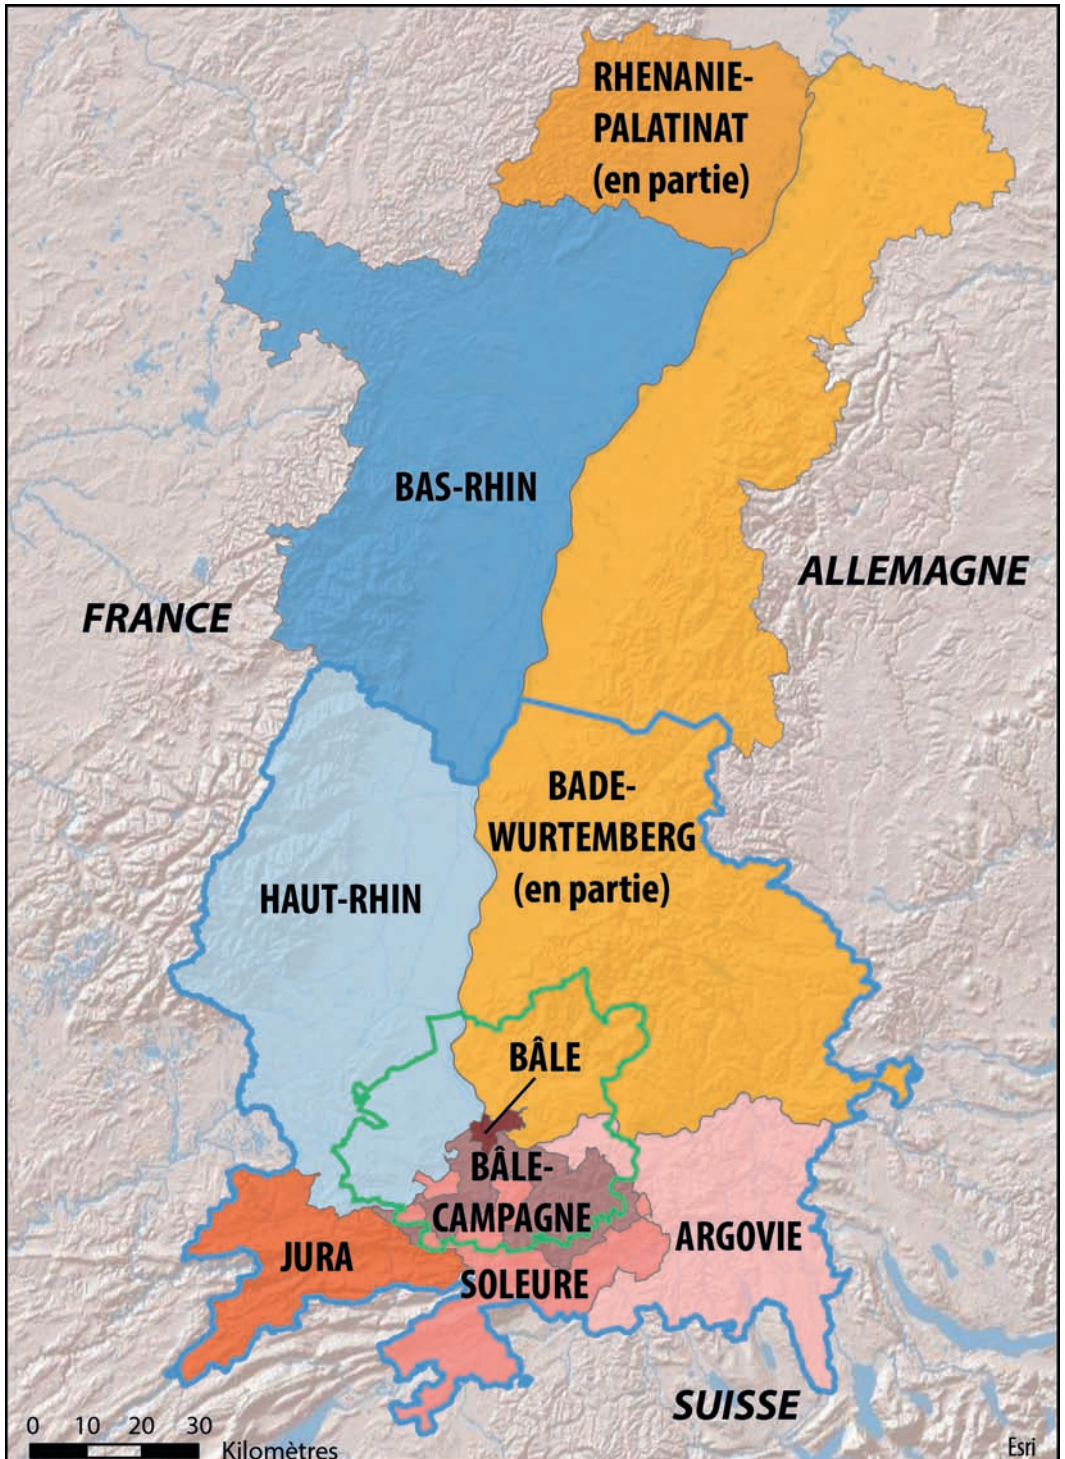 RHENANIE-
PALATINAT
(en partie)
BAS-RHIN
ALLEMAGNE
FRANCE
BADE-
WURTEMBERG
(en partie)
HAUT-RHIN
BÂLE
BÂLE-
CAMPAGNE
ARGOVIE
JURA
SOLEURE
SUISSE
0 10 20 30
Kilomètres
Esri